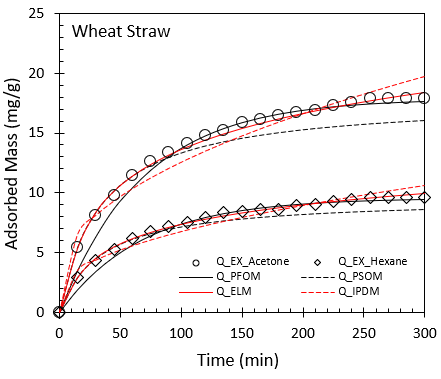 25
Wheat Straw
20
15
10
5
0
Adsorbed Mass (mg/g)
Q_EX_Acetone Q_EX_Hexane
Q_PFOM Q_PSOM
Q_ELM Q_IPDM
0 50 100 150 200 250 300
Time (min)